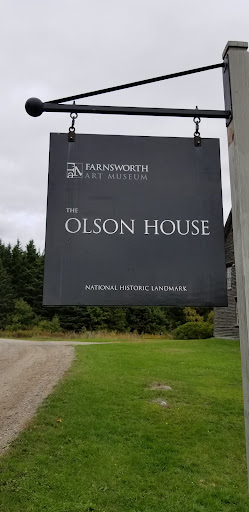 FARNSWORTH
ART MUSEUM
THE
OLSON HOUSE
NATIONAL HISTORIC LANDMARK